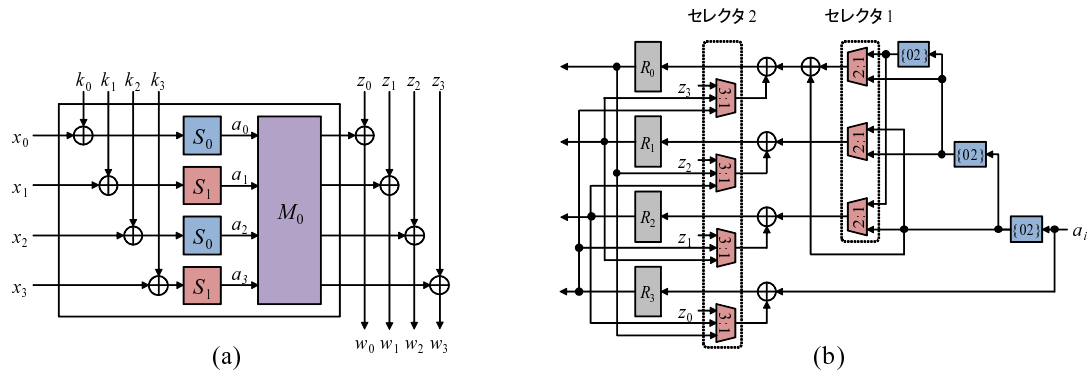 k0 k1 k2 k3 z0 z1 z2 z3
x0 S0 a0
x1 S1 a1
M0
x2 S0 a2
x3 S1 a3
w0 w1 w2 w3
(a)
セレクタ2 セレクタ1
R0 2:1 {02}
z3 3:1
R1 2:1 {02}
z2 3:1
R2 2:1 {02} ai
z1 3:1
R3
z0 3:1
(b)